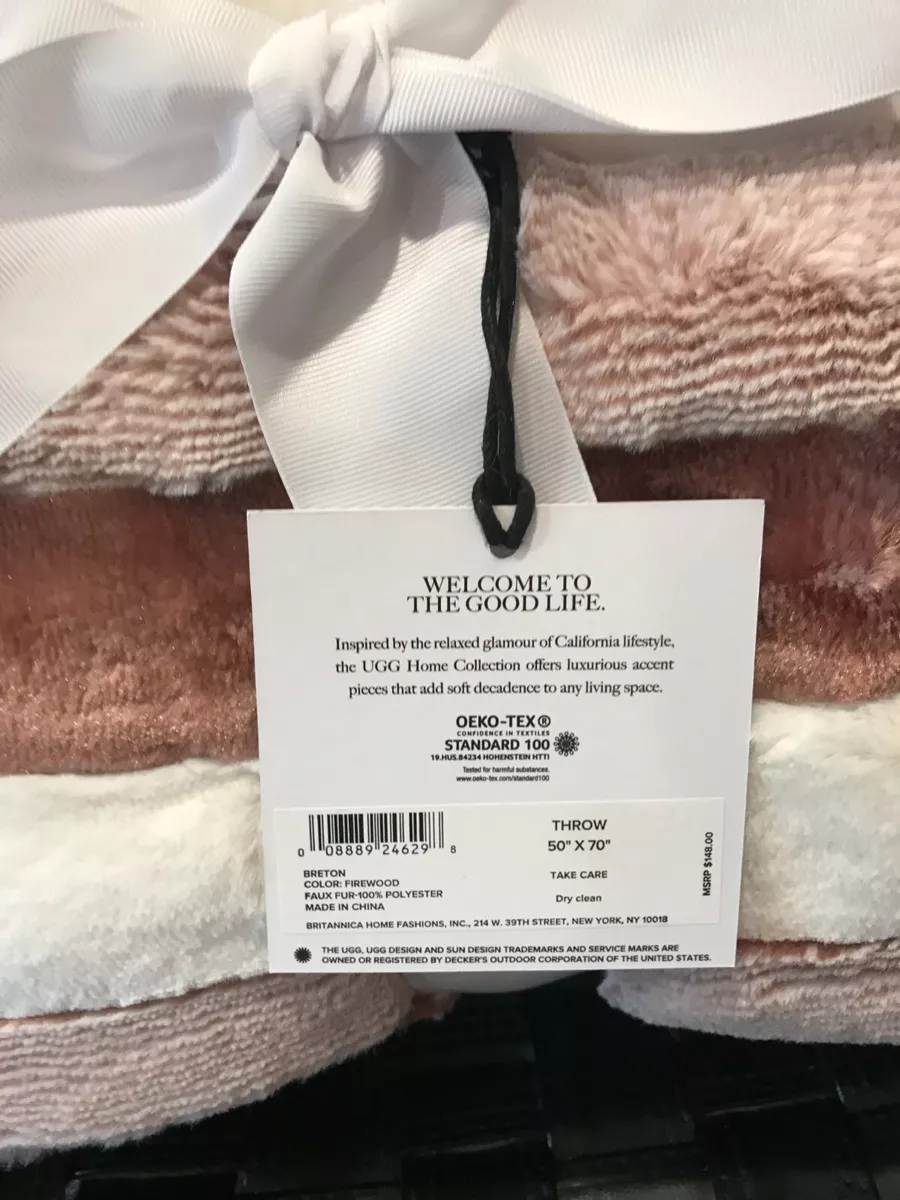 WELCOME TO
THE GOOD LIFE.
Inspired by the relaxed glamour of California lifestyle,
the UGG Home Collection offers luxurious accent
pieces that add soft decadence to any living space.
OEKO-TEX®
CONFIDENCE IN TEXTILES
STANDARD 100
19.HUS.84234 HOHENSTEIN HTTI
Tested for harmful substances.
www.oeko-tex.com/standard100
0 08889 24629 8
BRETON
COLOR: FIREWOOD
FAUX FUR-100% POLYESTER
MADE IN CHINA
THROW
50" X 70"
TAKE CARE
Dry clean
MSRP $148.00
BRITANNICA HOME FASHIONS, INC., 214 W. 39TH STREET, NEW YORK, NY 10018
THE UGG, UGG DESIGN AND SUN DESIGN TRADEMARKS AND SERVICE MARKS ARE
OWNED OR REGISTERED BY DECKER'S OUTDOOR CORPORATION OF THE UNITED STATES.